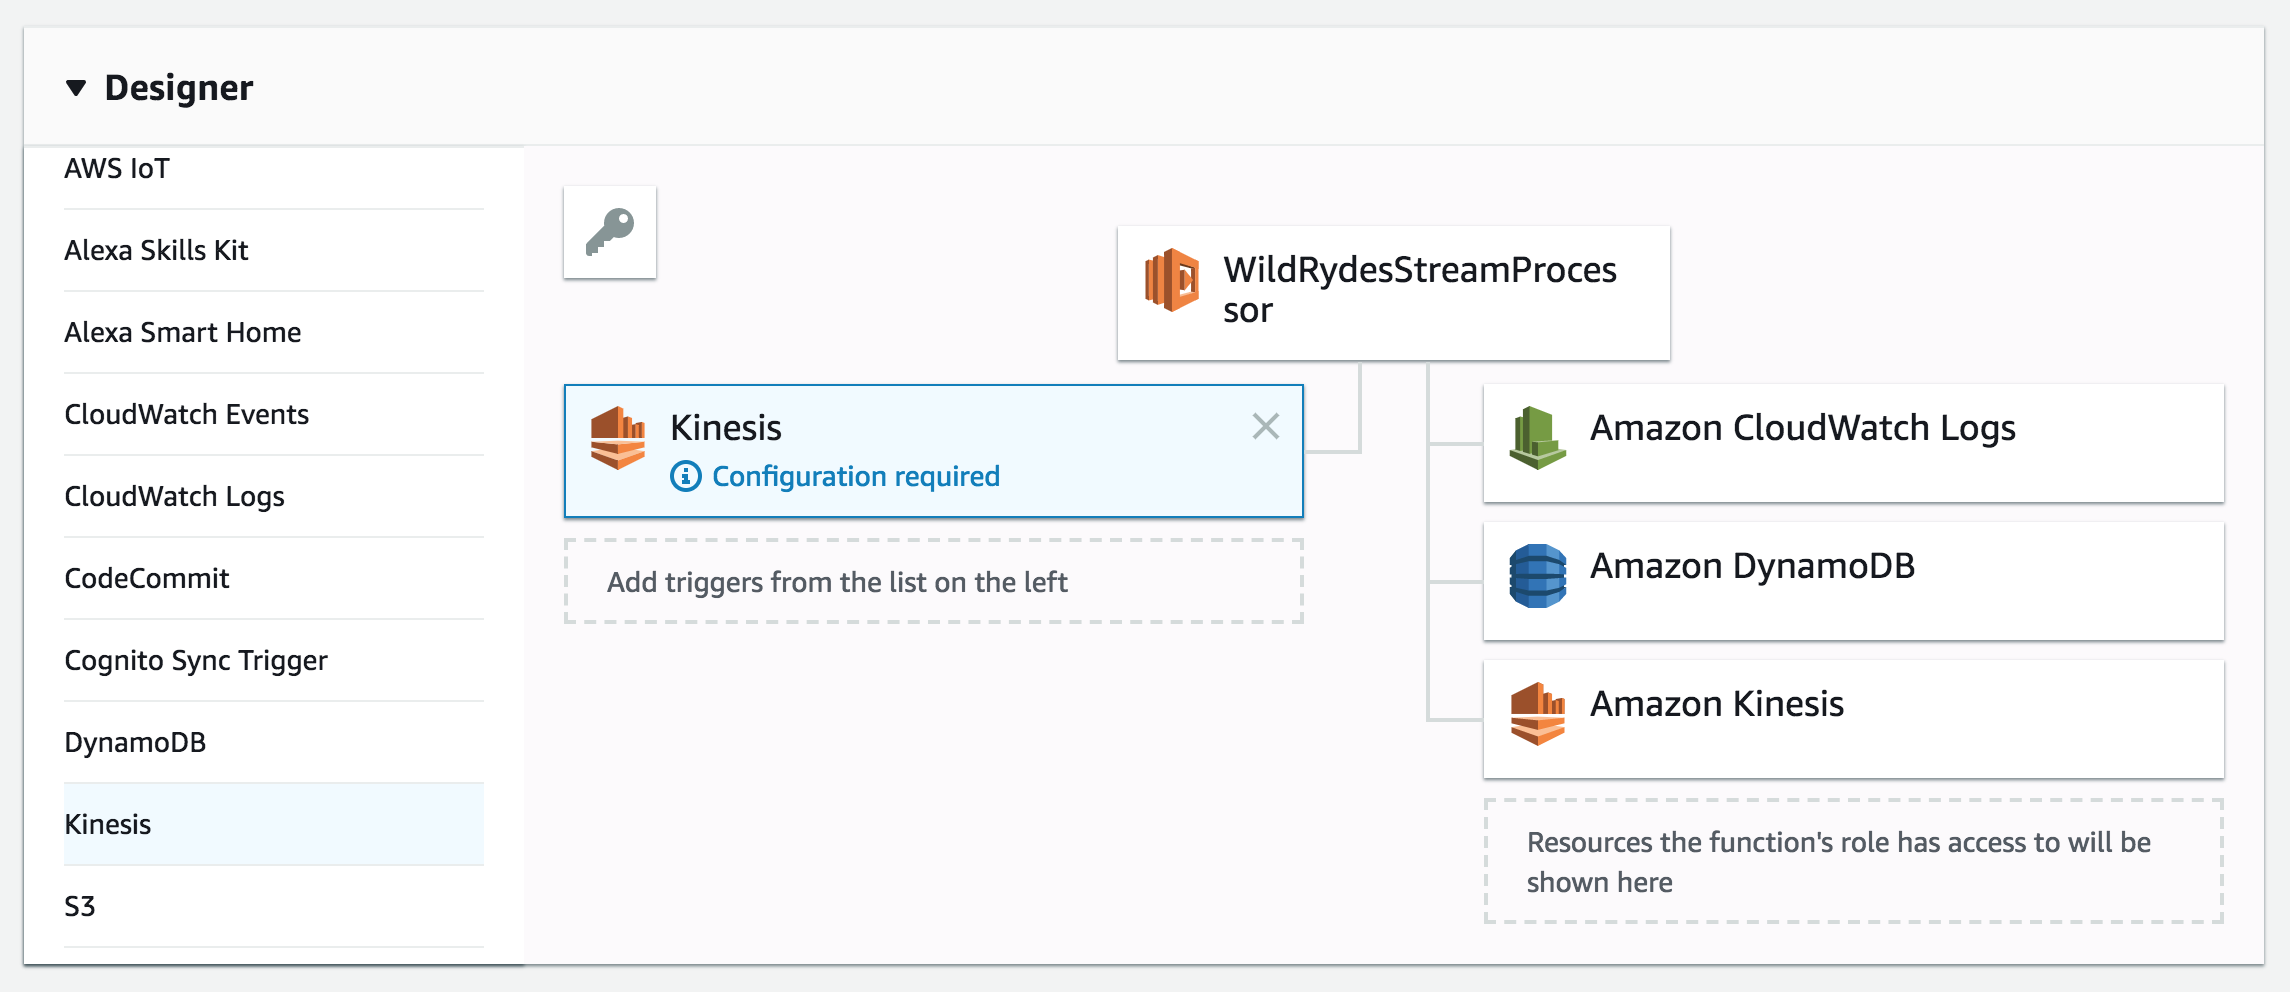 Designer
AWS IoT
Alexa Skills Kit
Alexa Smart Home
CloudWatch Events
CloudWatch Logs
CodeCommit
Cognito Sync Trigger
DynamoDB
Kinesis
S3
WildRydesStreamProces
sor
Kinesis
Configuration required
Add triggers from the list on the left
Amazon CloudWatch Logs
Amazon DynamoDB
Amazon Kinesis
Resources the function's role has access to will be
shown here